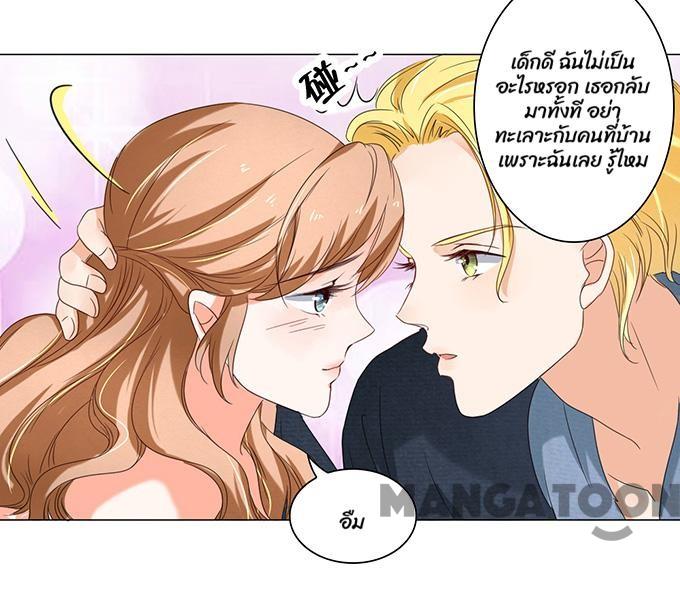 เด็กดี ฉันไม่เป็น
อะไรหรอก เธอกลับ
มาทั้งที อย่า
ทะเลาะกับคนที่บ้าน
เพราะฉันเลย รู้ไหม
碰~~
อืม
MANGATOON